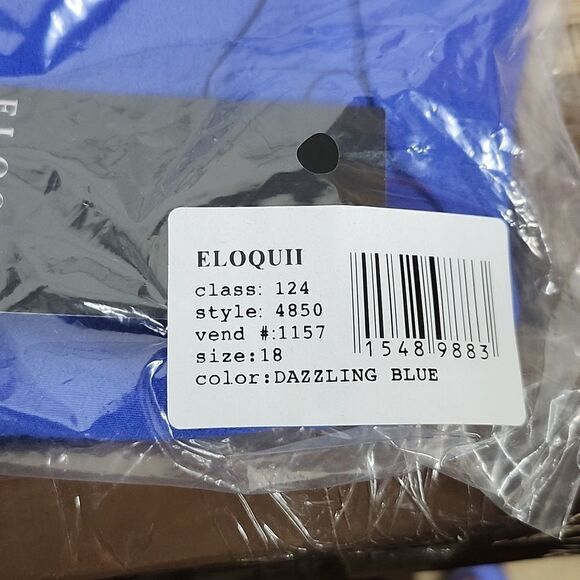 ELOQUII
class: 124
style: 4850
vend #:1157
size:18
color:DAZZLING BLUE
1548 9883